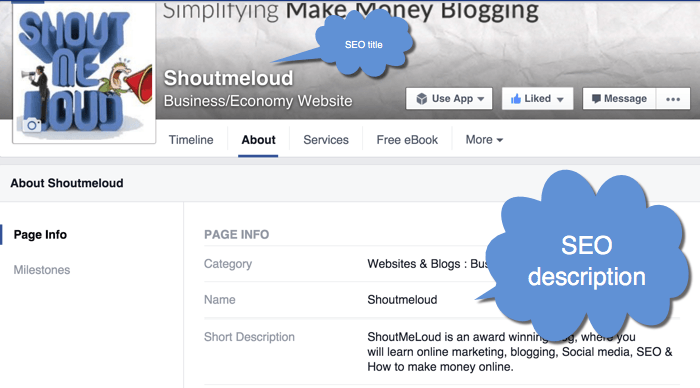 Simplifying Make Money Blogging
SEO title
SHOUT
ME
LOUD
Shoutmeloud
Business/Economy Website
Use App
Liked
Message
Timeline
About
Services
Free eBook
More
About Shoutmeloud
Page Info
Milestones
PAGE INFO
Category
Websites & Blogs :
Name
Shoutmeloud
Short Description
ShoutMeLoud is an award winning blog, where you
will learn online marketing, blogging, Social media, SEO &
How to make money online.
SEO
description